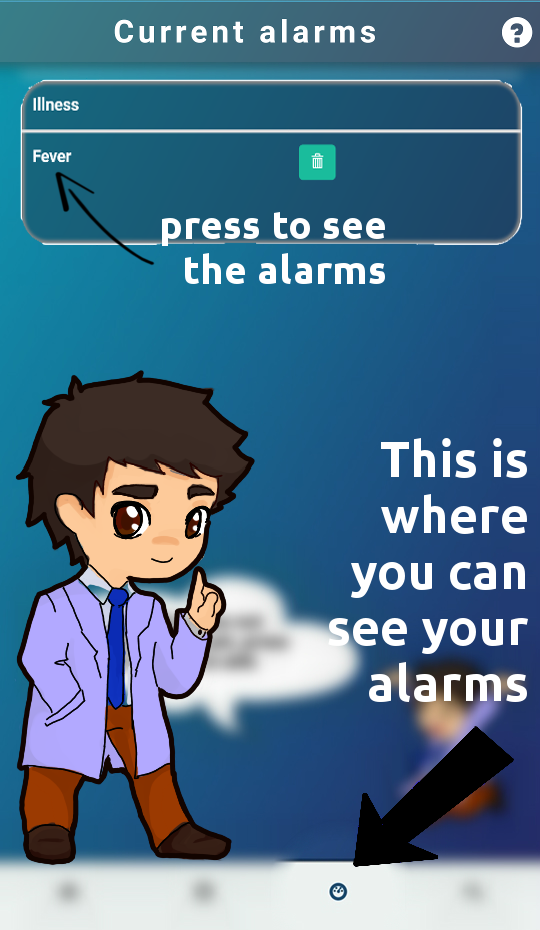 Current alarms
Illness
Fever
press to see
the alarms
This is
where
you can
see your
alarms